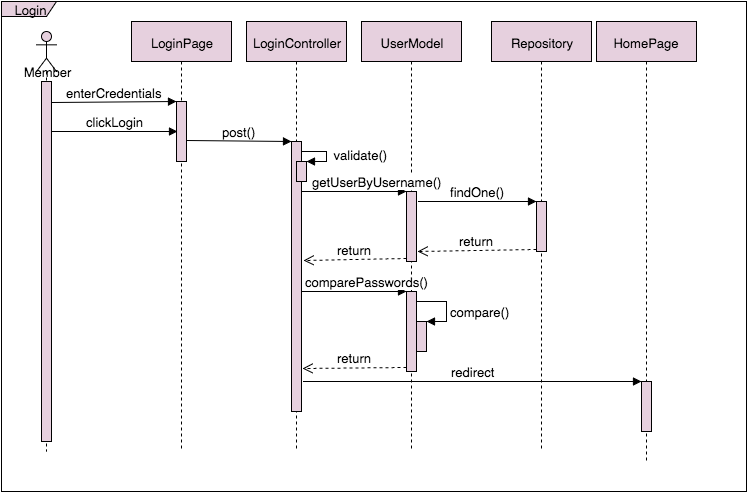 Login
Member
LoginPage
LoginController
UserModel
Repository
HomePage
enterCredentials
clickLogin
post()
validate()
getUserByUsername()
findOne()
return
return
comparePasswords()
compare()
return
redirect